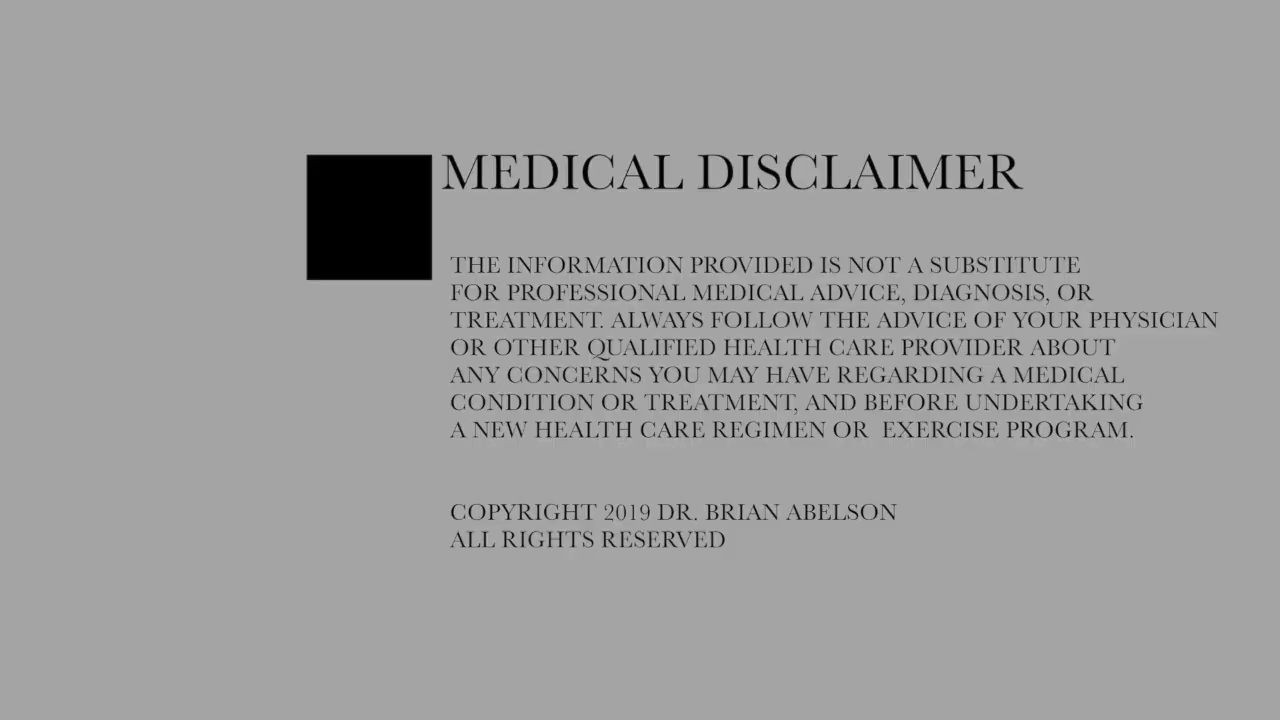 MEDICAL DISCLAIMER
THE INFORMATION PROVIDED IS NOT A SUBSTITUTE
FOR PROFESSIONAL MEDICAL ADVICE, DIAGNOSIS, OR
TREATMENT. ALWAYS FOLLOW THE ADVICE OF YOUR PHYSICIAN
OR OTHER QUALIFIED HEALTH CARE PROVIDER ABOUT
ANY CONCERNS YOU MAY HAVE REGARDING A MEDICAL
CONDITION OR TREATMENT, AND BEFORE UNDERTAKING
A NEW HEALTH CARE REGIMEN OR  EXERCISE PROGRAM.
COPYRIGHT 2019 DR. BRIAN ABELSON
ALL RIGHTS RESERVED